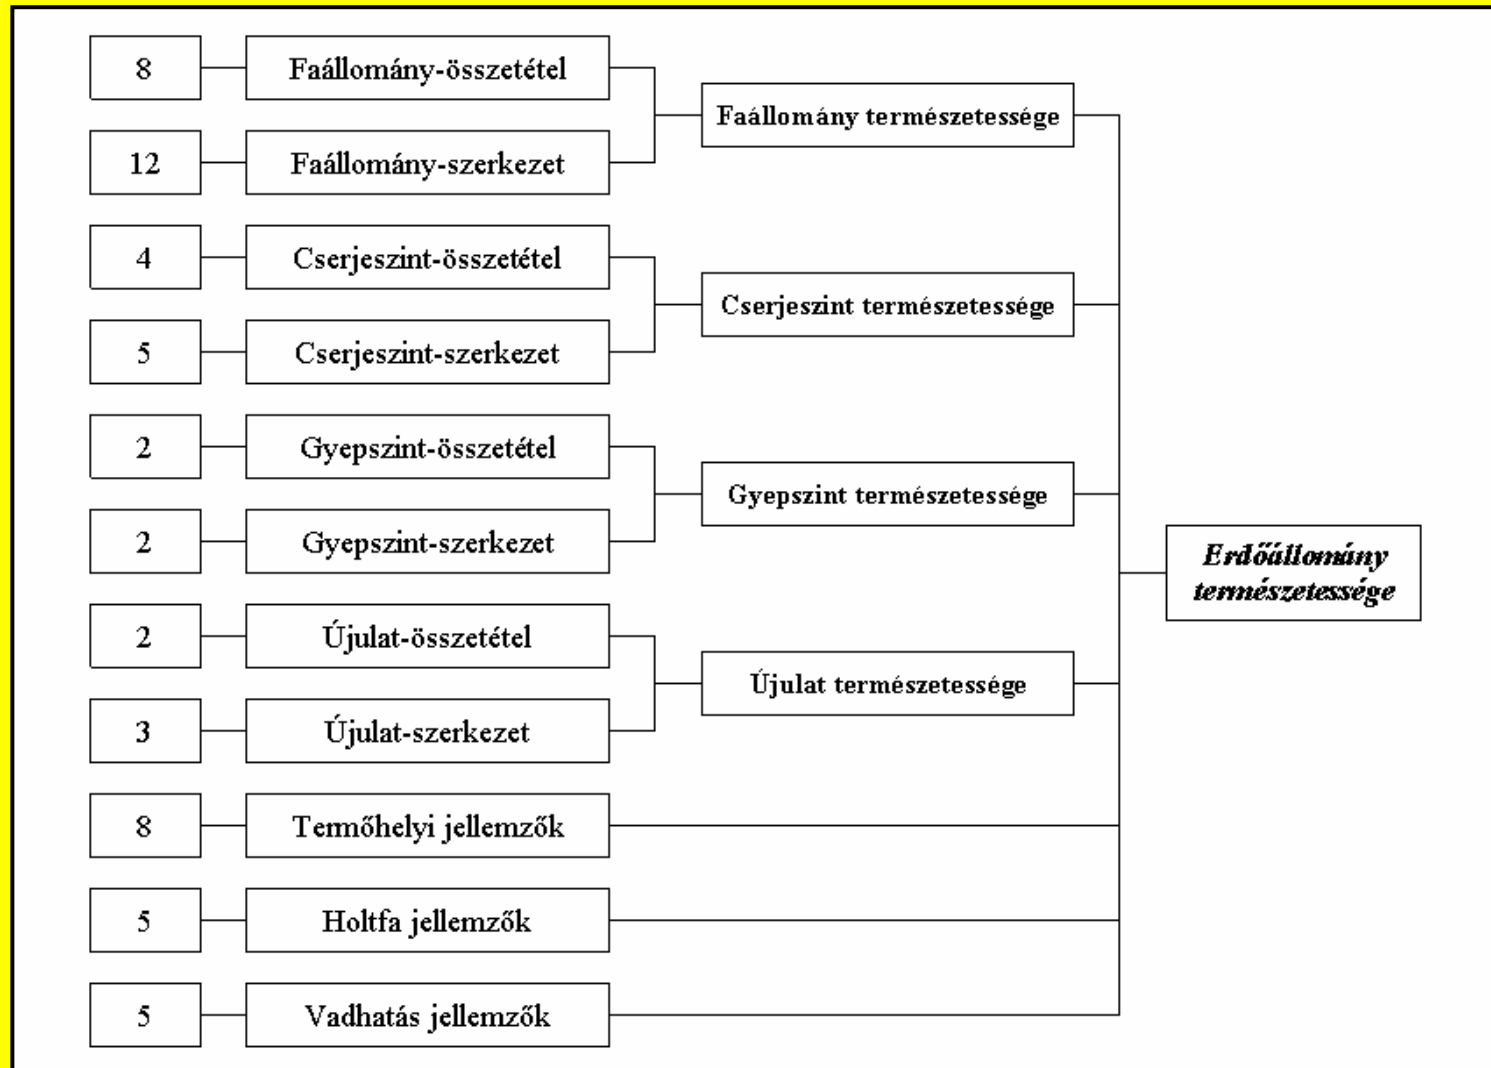 8
Faállomány-összetétel
Faállomány természetessége
12
Faállomány-szerkezet
4
Cserjeszint-összetétel
Cserjeszint természetessége
5
Cserjeszint-szerkezet
2
Gyepszint-összetétel
Gyepszint természetessége
2
Gyepszint-szerkezet
Erdőállomány
természetessége
2
Újulat-összetétel
Újulat természetessége
3
Újulat-szerkezet
8
Termőhelyi jellemzők
5
Holtfa jellemzők
5
Vadhatás jellemzők